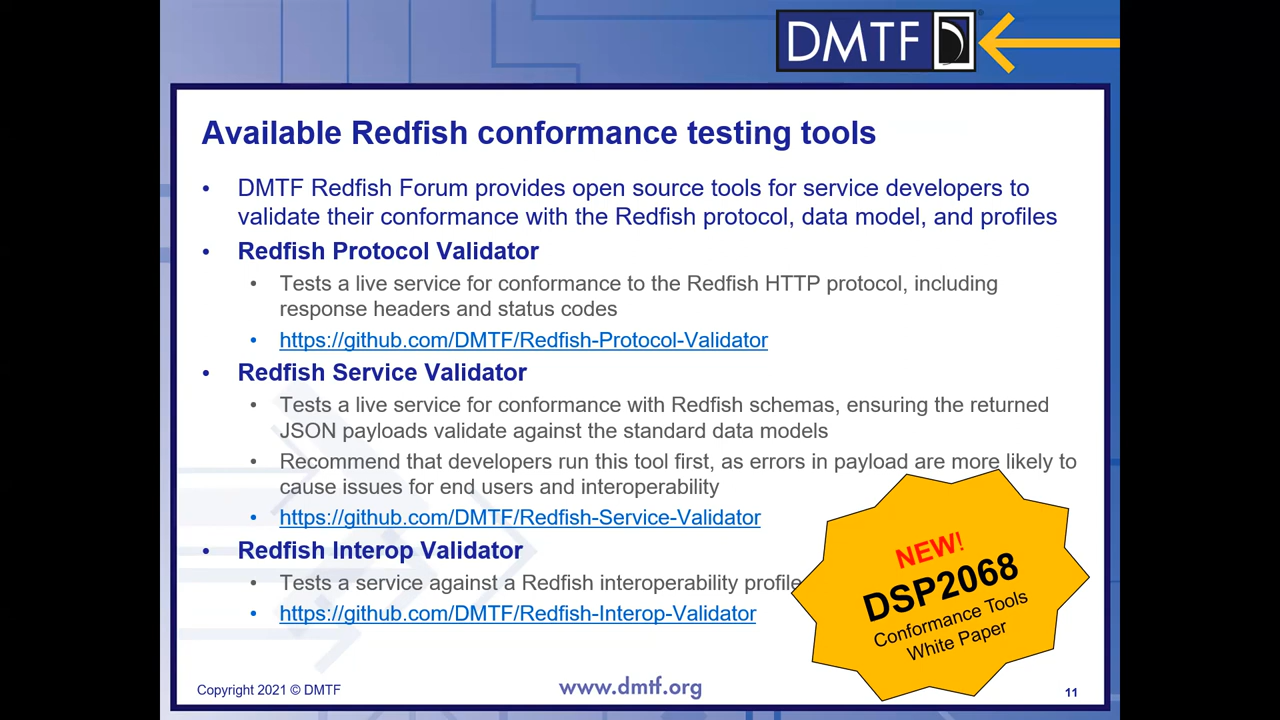 DMTF
Available Redfish conformance testing tools
• DMTF Redfish Forum provides open source tools for service developers to
validate their conformance with the Redfish protocol, data model, and profiles
• Redfish Protocol Validator
• Tests a live service for conformance to the Redfish HTTP protocol, including
response headers and status codes
• https://github.com/DMTF/Redfish-Protocol-Validator
• Redfish Service Validator
• Tests a live service for conformance with Redfish schemas, ensuring the returned
JSON payloads validate against the standard data models
• Recommend that developers run this tool first, as errors in payload are more likely to
cause issues for end users and interoperability
• https://github.com/DMTF/Redfish-Service-Validator
• Redfish Interop Validator
• Tests a service against a Redfish interoperability profile
• https://github.com/DMTF/Redfish-Interop-Validator
NEW!
DSP2068
Conformance Tools
White Paper
Copyright 2021 © DMTF
www.dmtf.org
11